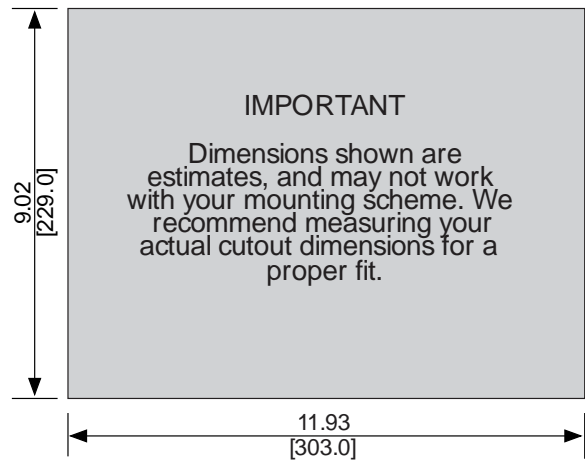 IMPORTANT
Dimensions shown are
estimates, and may not work
with your mounting scheme. We
recommend measuring your
actual cutout dimensions for a
proper fit.
9.02
[229.0]
11.93
[303.0]